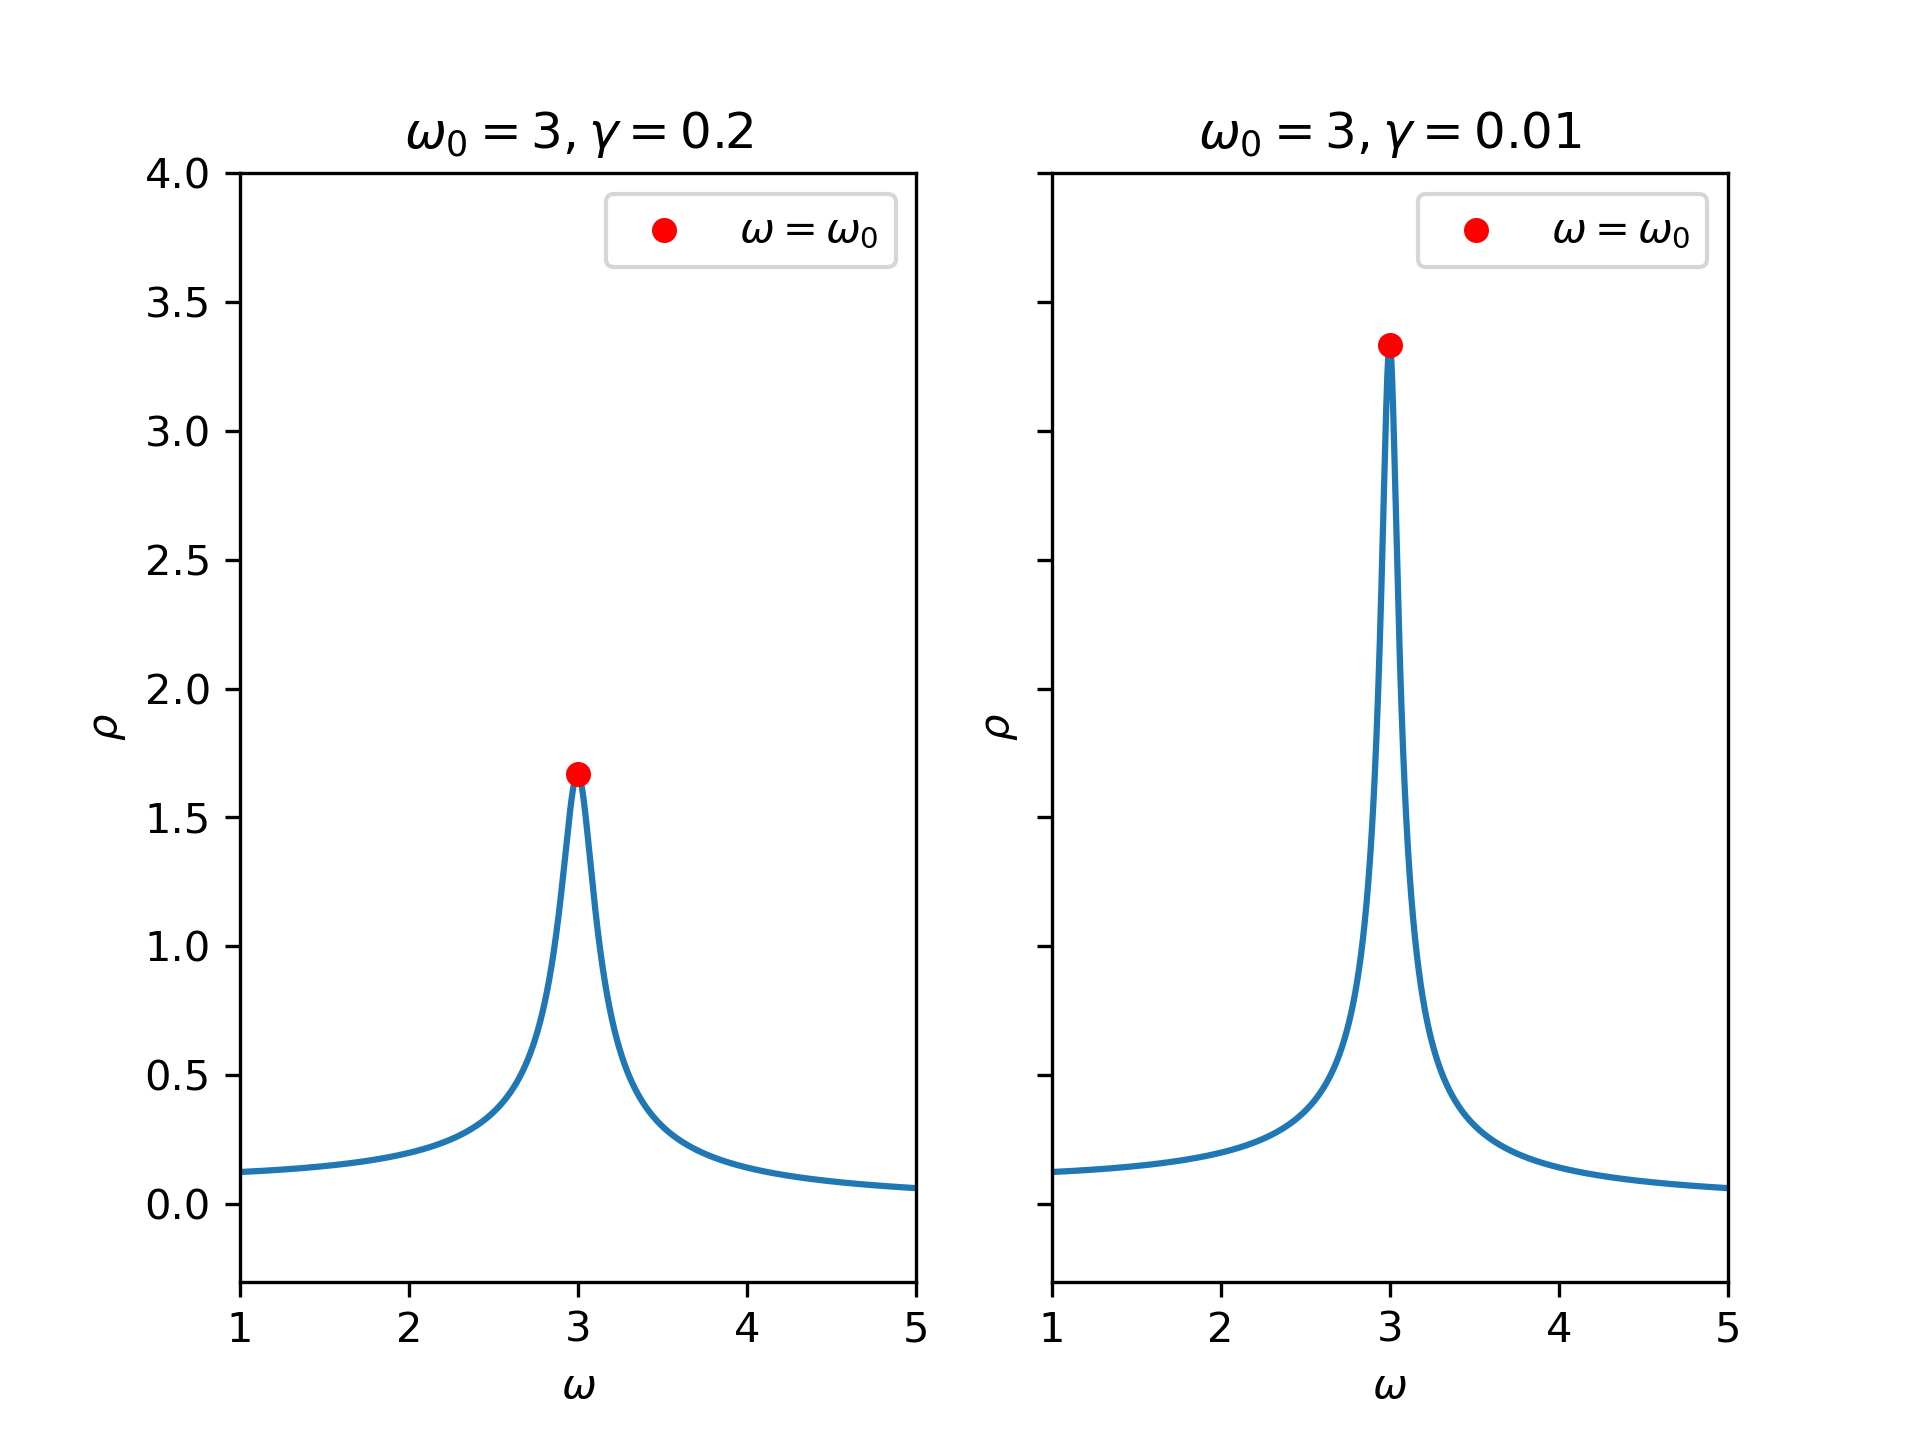 ω₀ = 3, γ = 0.2
4.0
3.5
3.0
2.5
2.0
1.5
1.0
0.5
0.0
ρ
ω = ω₀
1 2 3 4 5
ω
ω₀ = 3, γ = 0.01
ρ
ω = ω₀
1 2 3 4 5
ω